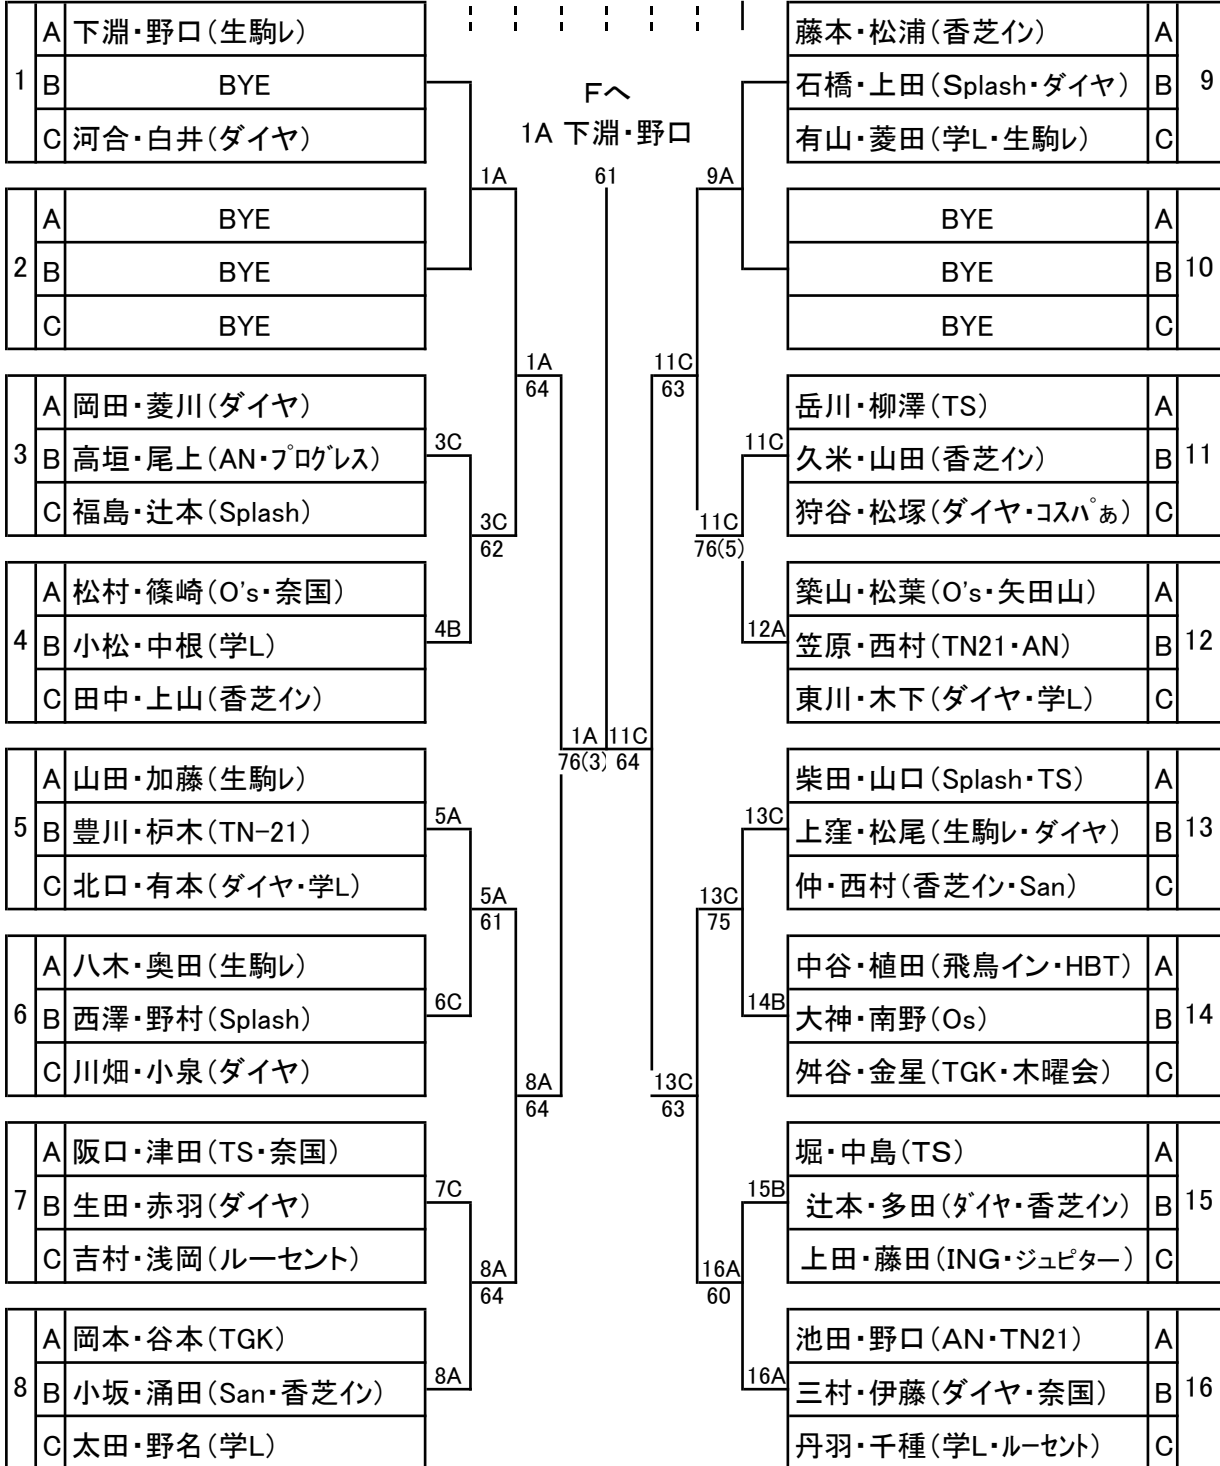 1
A 下淵・野口(生駒レ)
B BYE
C 河合・白井(ダイヤ)
2
A BYE
B BYE
C BYE
3
A 岡田・菱川(ダイヤ)
B 高垣・尾上(AN・プログレス)
C 福島・辻本(Splash)
4
A 松村・篠崎(O's・奈国)
B 小松・中根(学L)
C 田中・上山(香芝イン)
5
A 山田・加藤(生駒レ)
B 豊川・枦木(TN-21)
C 北口・有本(ダイヤ・学L)
6
A 八木・奥田(生駒レ)
B 西澤・野村(Splash)
C 川畑・小泉(ダイヤ)
7
A 阪口・津田(TS・奈国)
B 生田・赤羽(ダイヤ)
C 吉村・浅岡(ルーセント)
8
A 岡本・谷本(TGK)
B 小坂・涌田(San・香芝イン)
C 太田・野名(学L)
1A
3C
3C
62
4B
1A
64
5A
5A
61
6C
7C
8A
64
8A
8A
64
1A
76(3)
Fへ
1A 下淵・野口
61
11C
64
9A
11C
63
11C
11C
76(5)
12A
13C
13C
75
14B
13C
63
15B
16A
60
16A
藤本・松浦(香芝イン) A
石橋・上田(Splash・ダイヤ) B
有山・菱田(学L・生駒レ) C
9
BYE A
BYE B
BYE C
10
岳川・柳澤(TS) A
久米・山田(香芝イン) B
狩谷・松塚(ダイヤ・コスパぁ) C
11
築山・松葉(O's・矢田山) A
笠原・西村(TN21・AN) B
東川・木下(ダイヤ・学L) C
12
柴田・山口(Splash・TS) A
上窪・松尾(生駒レ・ダイヤ) B
仲・西村(香芝イン・San) C
13
中谷・植田(飛鳥イン・HBT) A
大神・南野(Os) B
舛谷・金星(TGK・木曜会) C
14
堀・中島(TS) A
辻本・多田(ダイヤ・香芝イン) B
上田・藤田(ING・ジュピター) C
15
池田・野口(AN・TN21) A
三村・伊藤(ダイヤ・奈国) B
丹羽・千種(学L・ルーセント) C
16